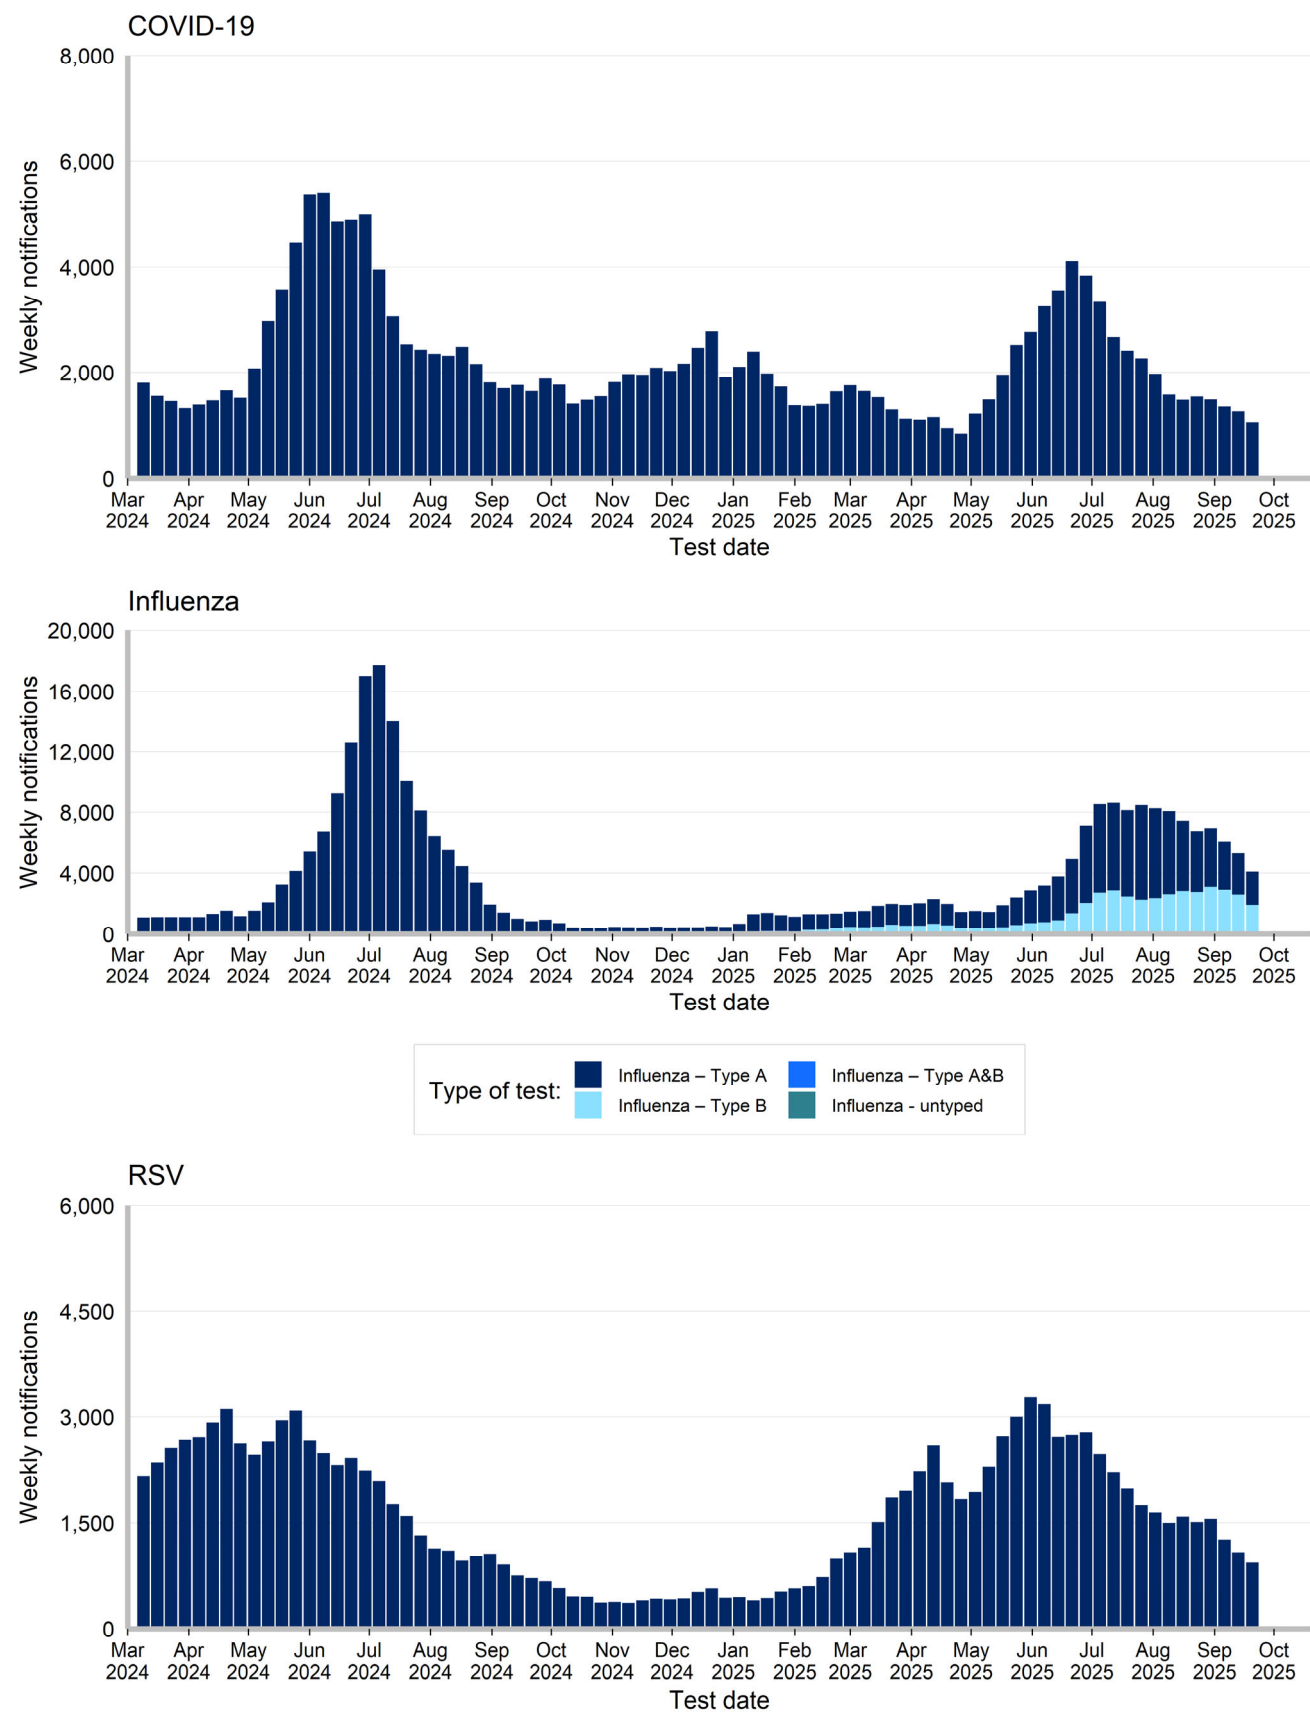 COVID-19
8,000
6,000
4,000
2,000
0
Weekly notifications
Mar Apr May Jun Jul Aug Sep Oct Nov Dec Jan Feb Mar Apr May Jun Jul Aug Sep Oct
2024 2024 2024 2024 2024 2024 2024 2024 2024 2024 2025 2025 2025 2025 2025 2025 2025 2025 2025 2025
Test date
Influenza
20,000
16,000
12,000
8,000
4,000
0
Weekly notifications
Mar Apr May Jun Jul Aug Sep Oct Nov Dec Jan Feb Mar Apr May Jun Jul Aug Sep Oct
2024 2024 2024 2024 2024 2024 2024 2024 2024 2024 2025 2025 2025 2025 2025 2025 2025 2025 2025 2025
Test date
Type of test:
Influenza – Type A
Influenza – Type B
Influenza – Type A&B
Influenza - untyped
RSV
6,000
4,500
3,000
1,500
0
Weekly notifications
Mar Apr May Jun Jul Aug Sep Oct Nov Dec Jan Feb Mar Apr May Jun Jul Aug Sep Oct
2024 2024 2024 2024 2024 2024 2024 2024 2024 2024 2025 2025 2025 2025 2025 2025 2025 2025 2025 2025
Test date